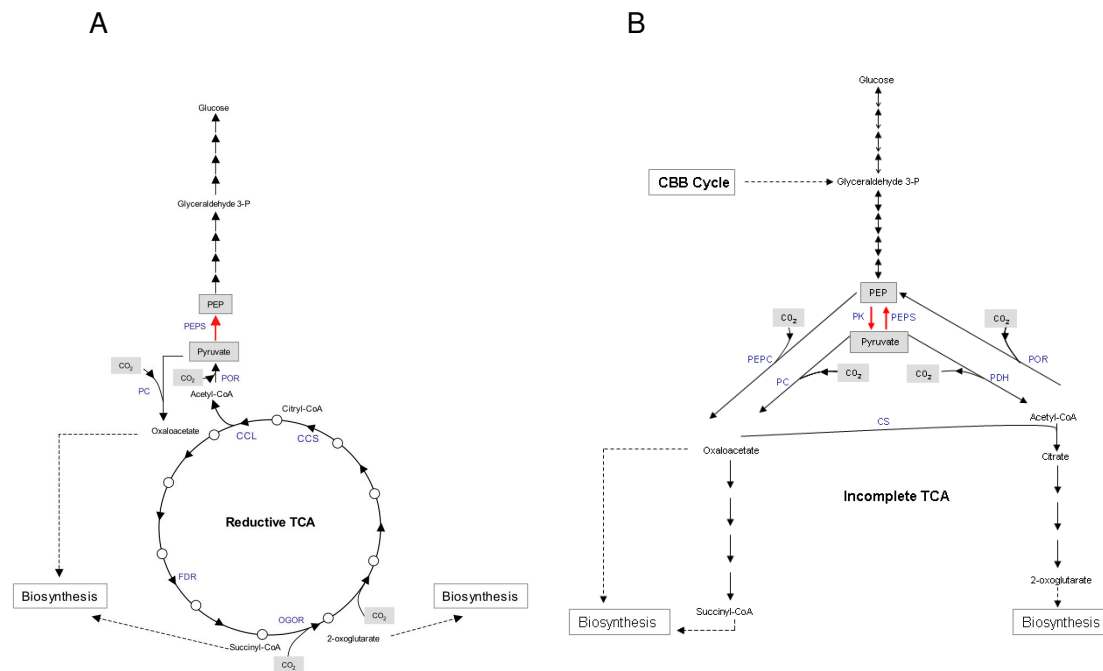 A
Glucose
Glyceraldehyde 3-P
PEP
PEPS
Pyruvate
CO2
CO2
POR
PC
Acetyl-CoA
Citryl-CoA
Oxaloacetate
CCL
CCS
Reductive TCA
FDR
Biosynthesis
Biosynthesis
OGOR
CO2
2-oxoglutarate
Succinyl-CoA
CO2
B
Glucose
CBB Cycle
Glyceraldehyde 3-P
PEP
CO2
PK
PEPS
CO2
Pyruvate
PEPC
POR
PC
CO2
CO2
PDH
Acetyl-CoA
CS
Oxaloacetate
Citrate
Incomplete TCA
2-oxoglutarate
Succinyl-CoA
Biosynthesis
Biosynthesis